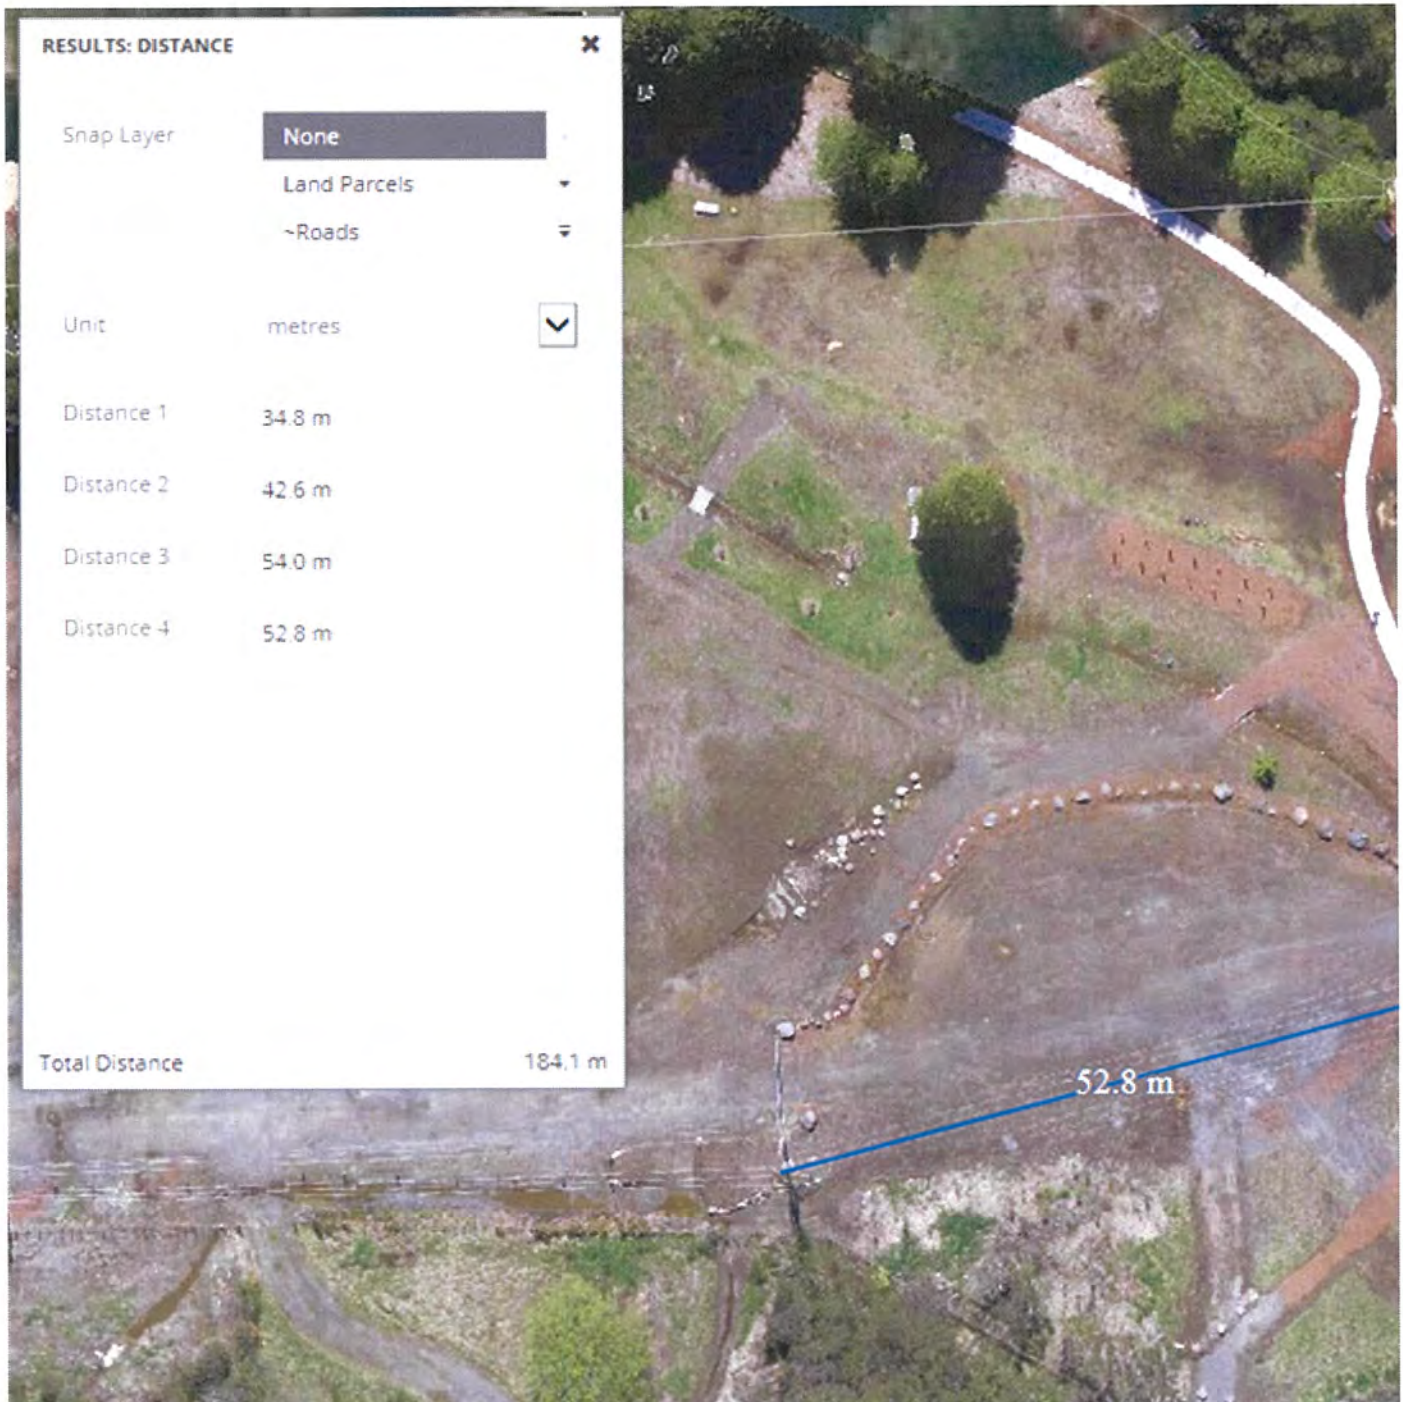 RESULTS: DISTANCE
Snap Layer
None
Land Parcels
~Roads
Unit
metres
Distance 1
34.8 m
Distance 2
42.6 m
Distance 3
54.0 m
Distance 4
52.8 m
Total Distance
184.1 m
52.8 m